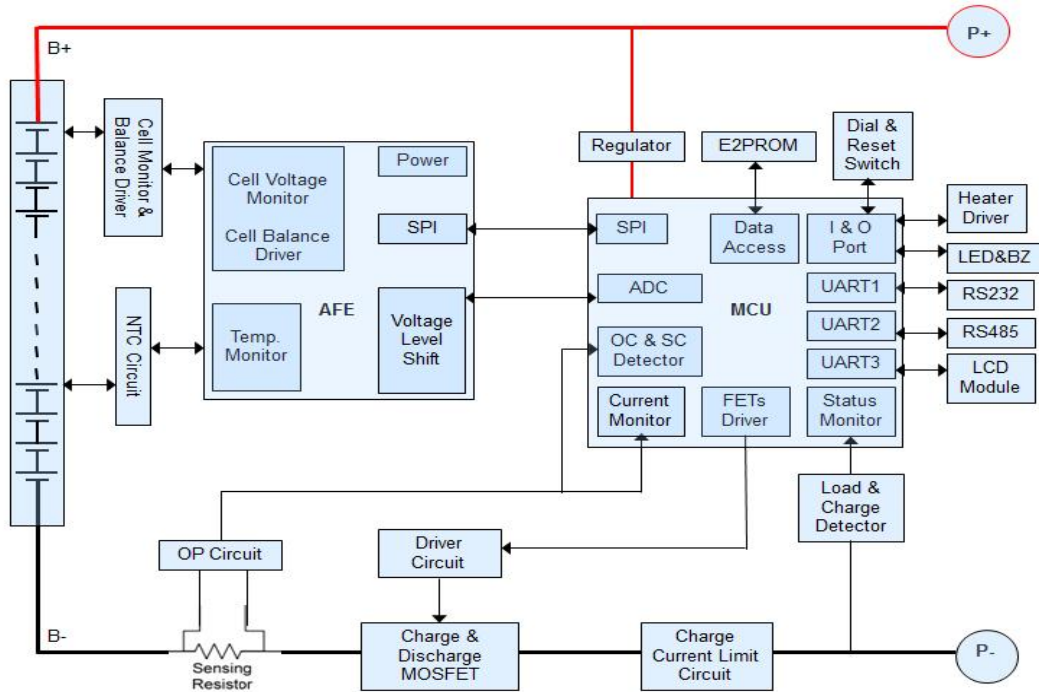 B+
P+
Cell Monitor &
Balance Driver
Cell Voltage
Monitor
Cell Balance
Driver
Power
SPI
AFE
Temp.
Monitor
Voltage
Level
Shift
NTC Circuit
Regulator
E2PROM
Dial &
Reset
Switch
SPI
Data
Access
I & O
Port
Heater
Driver
LED&BZ
ADC
MCU
UART1
RS232
OC & SC
Detector
UART2
RS485
UART3
LCD
Module
Current
Monitor
FETs
Driver
Status
Monitor
Load &
Charge
Detector
OP Circuit
Driver
Circuit
B-
Sensing
Resistor
Charge &
Discharge
MOSFET
Charge
Current Limit
Circuit
P-